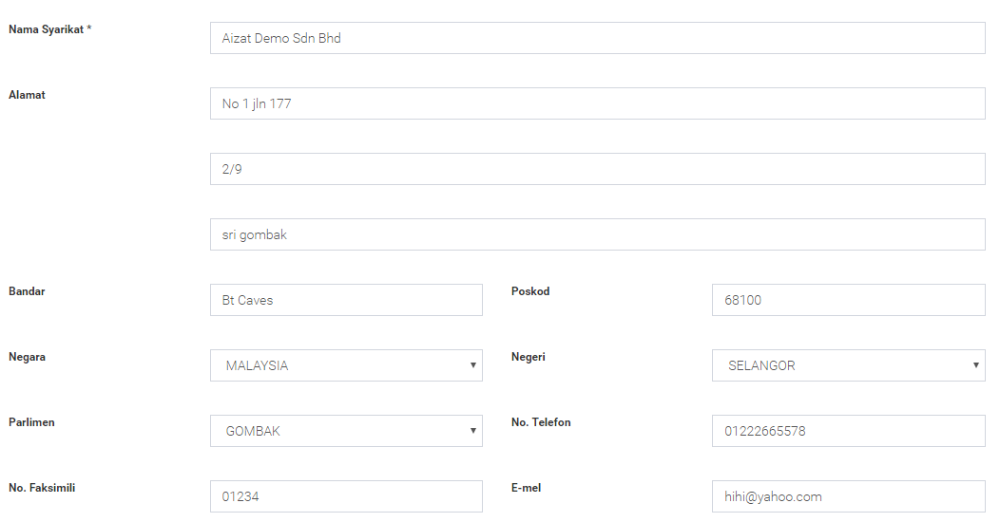 Nama Syarikat * Aizat Demo Sdn Bhd
Alamat No 1 jln 177
2/9
sri gombak
Bandar Bt Caves Poskod 68100
Negara MALAYSIA Negeri SELANGOR
Parlimen GOMBAK No. Telefon 01222665578
No. Faksimili 01234 E-mel hihi@yahoo.com